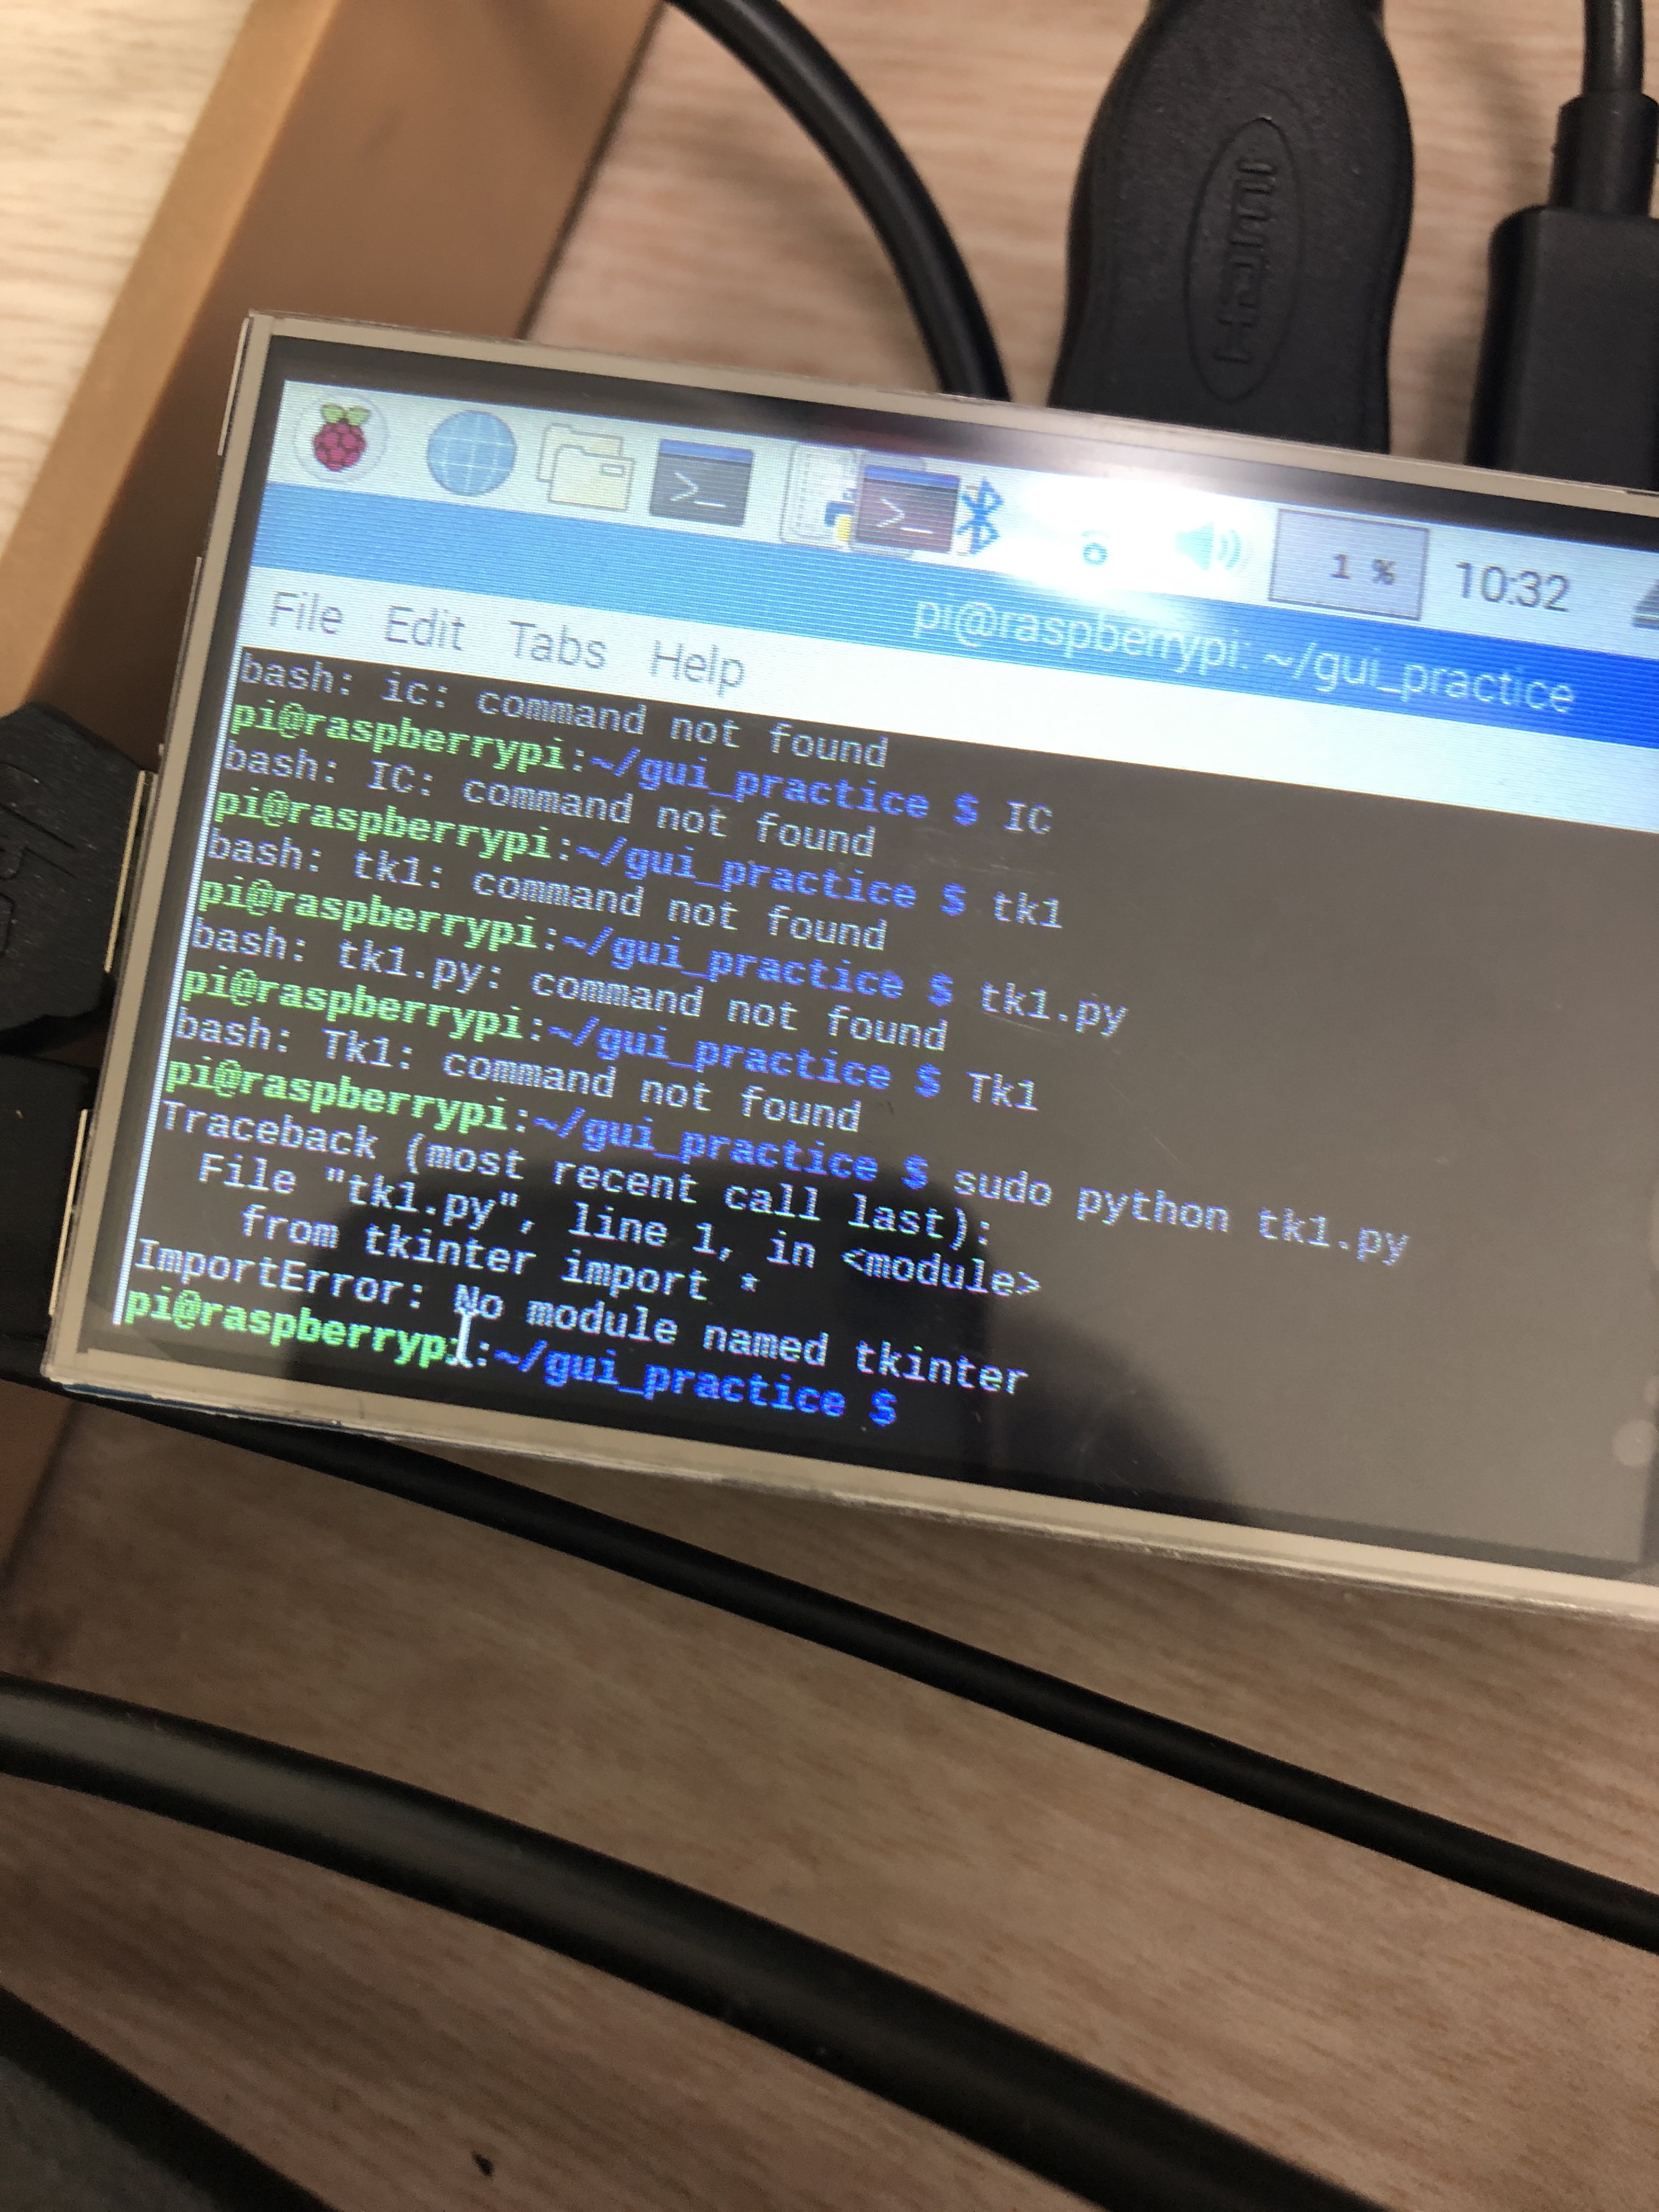 HDMI
>_
>_
1 %
10:32
pi@raspberrypi: ~/gui_practice
File Edit Tabs Help
bash: ic: command not found
pi@raspberrypi:~/gui_practice $ IC
bash: IC: command not found
pi@raspberrypi:~/gui_practice $ tk1
bash: tk1: command not found
pi@raspberrypi:~/gui_practice $ tk1.py
bash: tk1.py: command not found
pi@raspberrypi:~/gui_practice $ Tk1
bash: Tk1: command not found
pi@raspberrypi:~/gui_practice $ sudo python tk1.py
Traceback (most recent call last):
File "tk1.py", line 1, in <module>
from tkinter import *
ImportError: No module named tkinter
pi@raspberrypi:~/gui_practice $